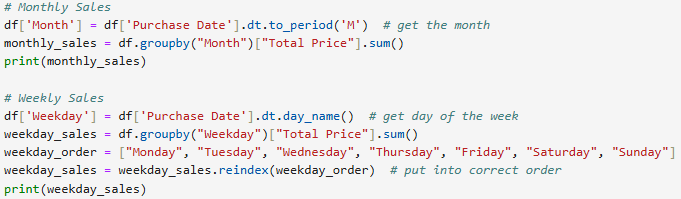 # Monthly Sales
df['Month'] = df['Purchase Date'].dt.to_period('M')  # get the month
monthly_sales = df.groupby("Month")["Total Price"].sum()
print(monthly_sales)

# Weekly Sales
df['Weekday'] = df['Purchase Date'].dt.day_name()  # get day of the week
weekday_sales = df.groupby("Weekday")["Total Price"].sum()
weekday_order = ["Monday", "Tuesday", "Wednesday", "Thursday", "Friday", "Saturday", "Sunday"]
weekday_sales = weekday_sales.reindex(weekday_order)  # put into correct order
print(weekday_sales)